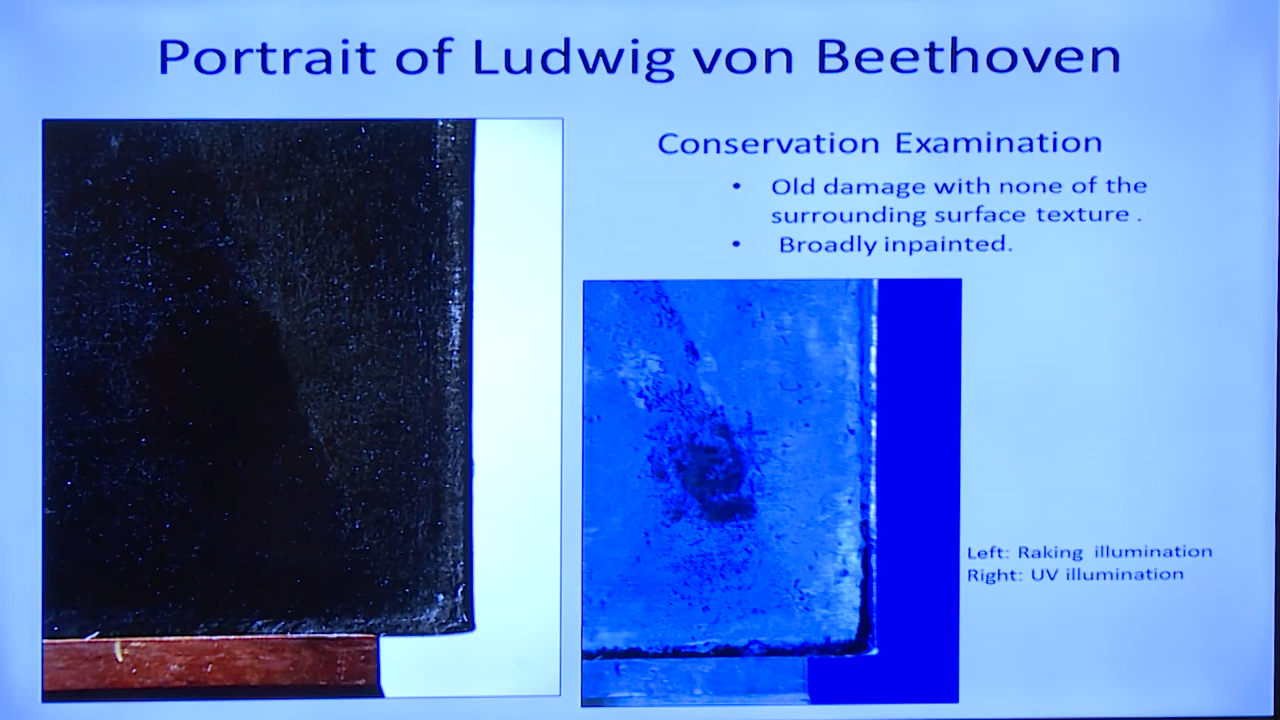 Portrait of Ludwig von Beethoven
Conservation Examination
• Old damage with none of the
surrounding surface texture .
• Broadly inpainted.
Left: Raking illumination
Right: UV illumination